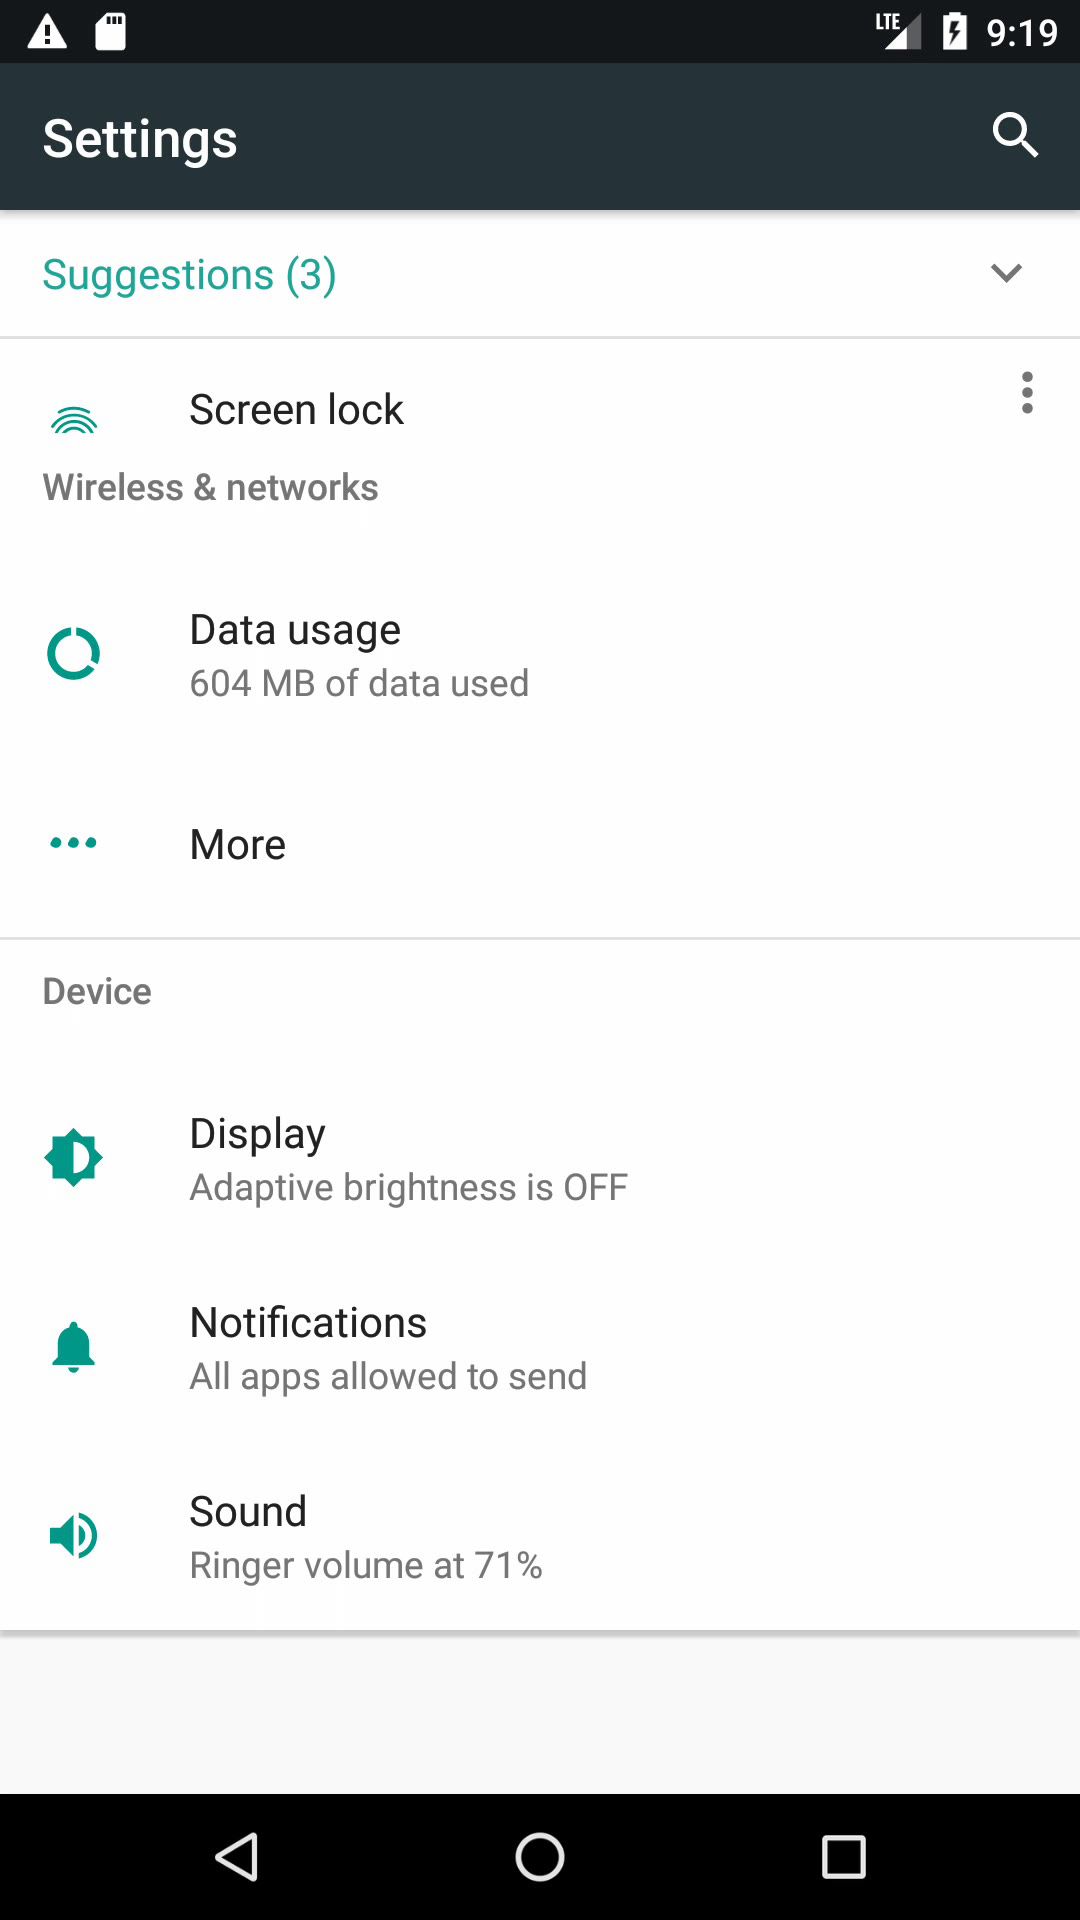 LTE 9:19
Settings
Suggestions (3)
Screen lock
Wireless & networks
Data usage
604 MB of data used
More
Device
Display
Adaptive brightness is OFF
Notifications
All apps allowed to send
Sound
Ringer volume at 71%